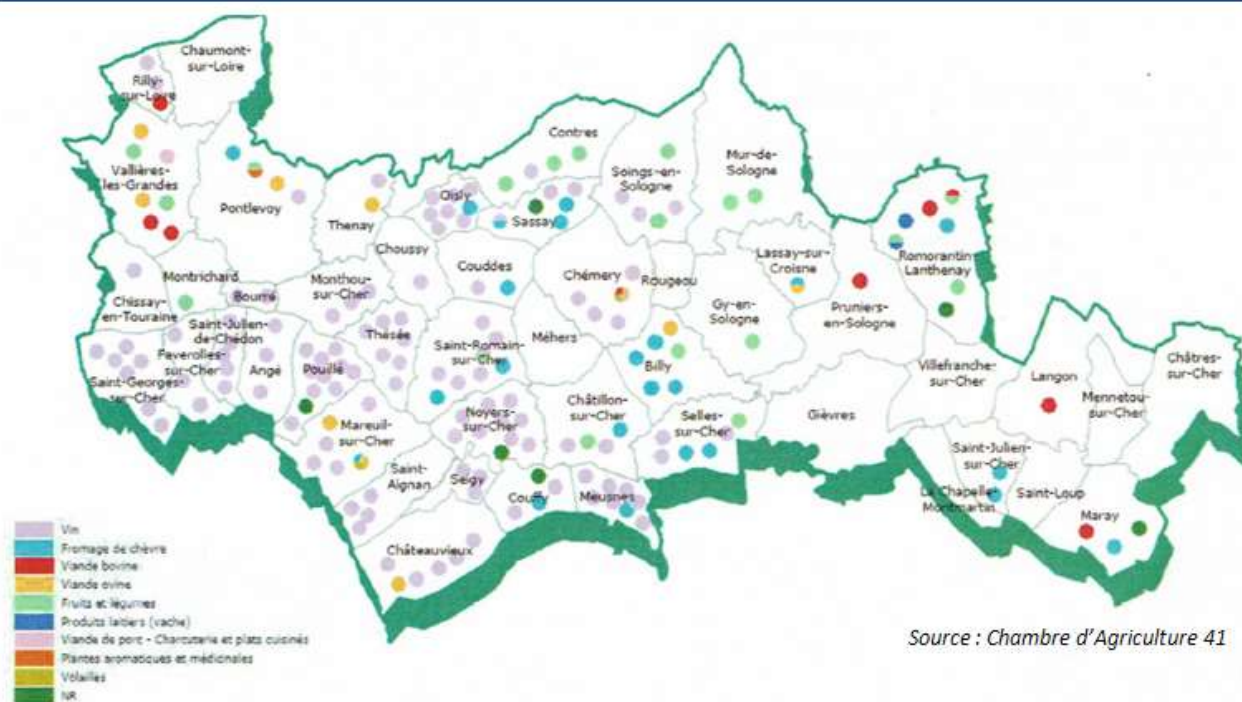 Chaumont-
sur-Loire
Rilly-
sur-Loire
Contres
Vallières-
les-Grandes
Pontlevoy
Thenay
Oisly
Sassay
Soings-en-
Sologne
Mur-de-
Sologne
Choussy
Couddes
Chémery
Rougeou
Lassay-sur-
Croisne
Romorantin-
Lanthenay
Montrichard
Monthou-
sur-Cher
Bourré
Chissay-
en-Touraine
Saint-Julien-
de-Chédon
Thésée
Gy-en-
Sologne
Pruniers-
en-Sologne
Faverolles-
sur-Cher
Angé
Pouillé
Saint-Romain-
sur-Cher
Méhers
Billy
Villefranche-
sur-Cher
Langon
Châtres-
sur-Cher
Mennetou-
sur-Cher
Saint-Georges-
sur-Cher
Mareuil-
sur-Cher
Noyers-
sur-Cher
Châtillon-
sur-Cher
Selles-
sur-Cher
Gièvres
Saint-
Aignan
Seigy
Couffy
Meusnes
Saint-Julien-
sur-Cher
La Chapelle-
Montmartin
Saint-Loup
Maray
Châteauvieux
Vin
Fromage de chèvre
Viande bovine
Viande ovine
Fruits et légumes
Produits laitiers (vache)
Viande de porc - Charcuterie et plats cuisinés
Plantes aromatiques et médicinales
Volailles
NR
Source : Chambre d'Agriculture 41